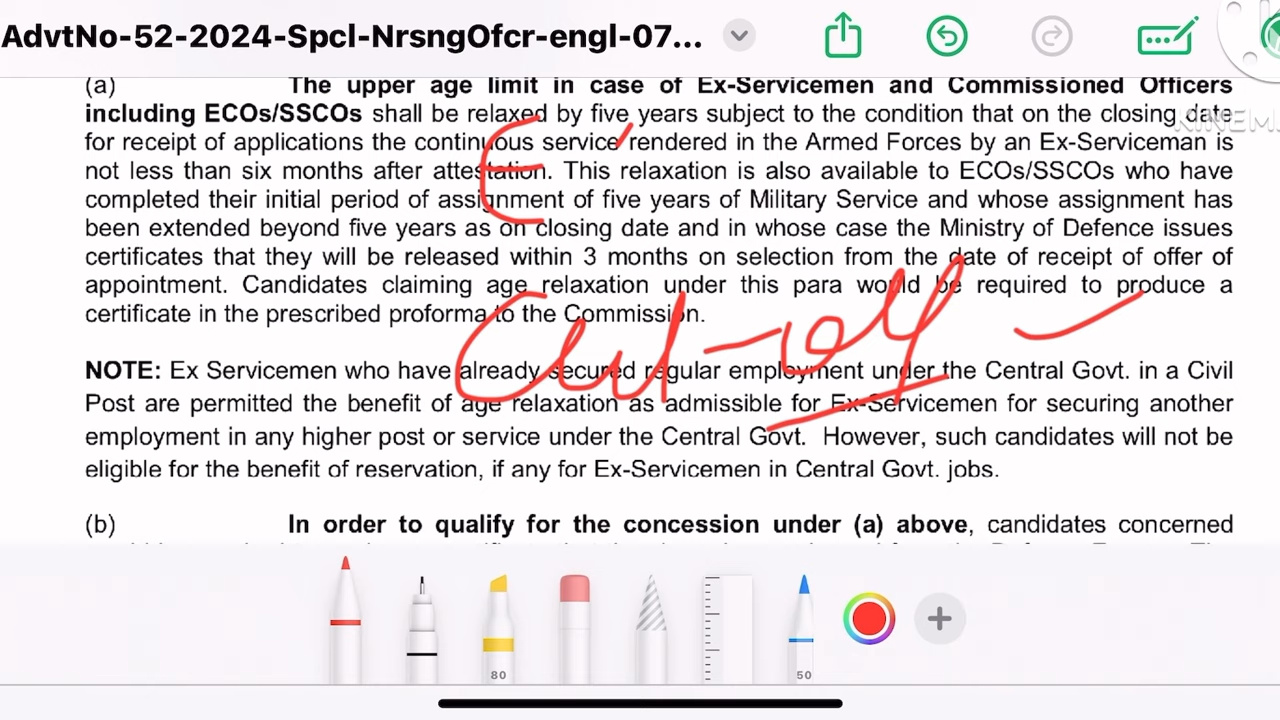 AdvtNo-52-2024-Spcl-NrsngOfcr-engl-07...
(a) The upper age limit in case of Ex-Servicemen and Commissioned Officers
including ECOs/SSCOs shall be relaxed by five years subject to the condition that on the closing date
KINEM
for receipt of applications the continuous service rendered in the Armed Forces by an Ex-Serviceman is
not less than six months after attestation. This relaxation is also available to ECOs/SSCOs who have
E
completed their initial period of assignment of five years of Military Service and whose assignment has
been extended beyond five years as on closing date and in whose case the Ministry of Defence issues
certificates that they will be released within 3 months on selection from the date of receipt of offer of
appointment. Candidates claiming age relaxation under this para would be required to produce a
certificate in the prescribed proforma to the Commission.
Cut-off
NOTE: Ex Servicemen who have already secured regular employment under the Central Govt. in a Civil
Post are permitted the benefit of age relaxation as admissible for Ex-Servicemen for securing another
employment in any higher post or service under the Central Govt. However, such candidates will not be
eligible for the benefit of reservation, if any for Ex-Servicemen in Central Govt. jobs.
(b) In order to qualify for the concession under (a) above, candidates concerned
80
50